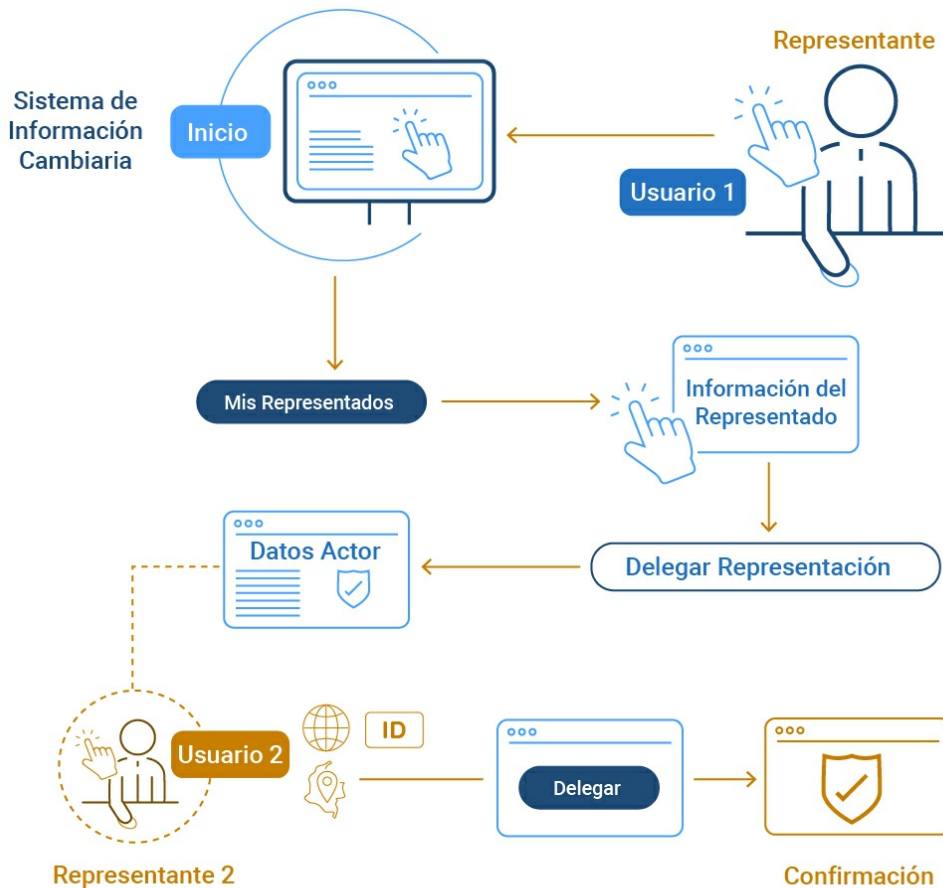 Representante
Sistema de
Información
Cambiaria
Inicio
Usuario 1
Mis Representados
Información del
Representado
Datos Actor
Delegar Representación
Usuario 2
ID
Delegar
Representante 2
Confirmación